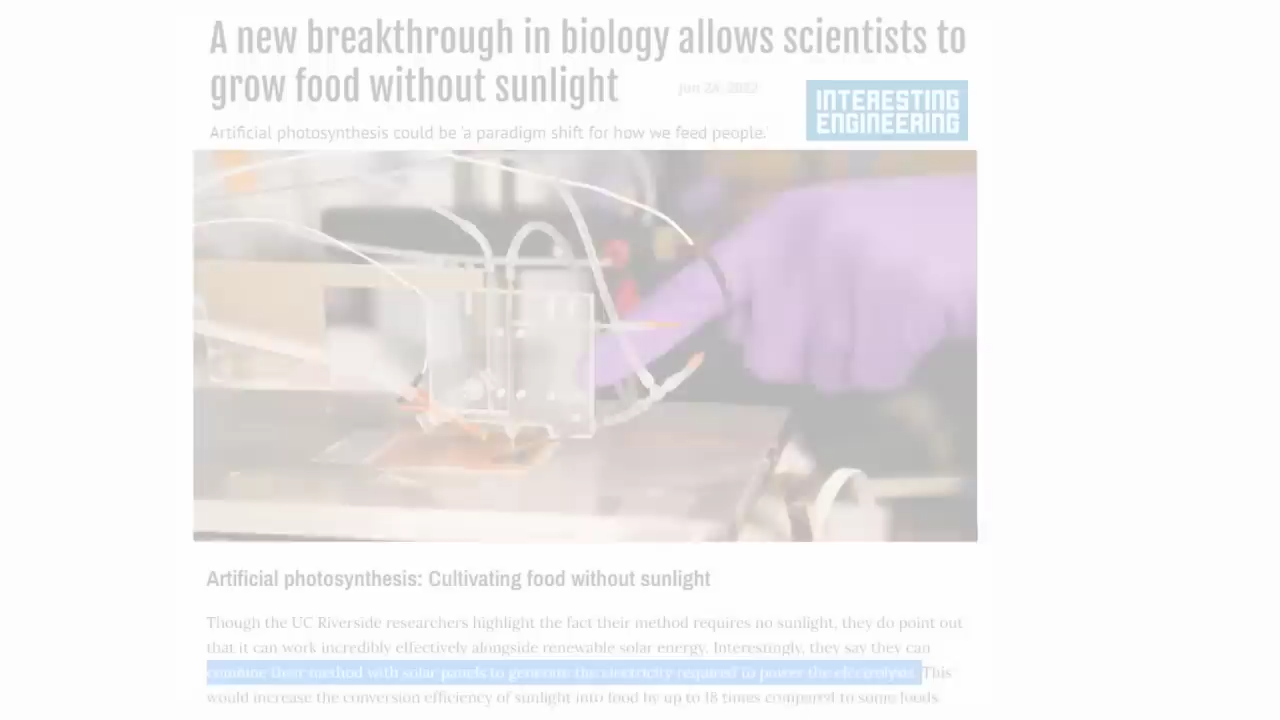 A new breakthrough in biology allows scientists to
grow food without sunlight
Jun 24, 2022
Artificial photosynthesis could be 'a paradigm shift for how we feed people.'
INTERESTING
ENGINEERING
Artificial photosynthesis: Cultivating food without sunlight
Though the UC Riverside researchers highlight the fact their method requires no sunlight, they do point out
that it can work incredibly effectively alongside renewable solar energy. Interestingly, they say they can
combine their method with solar panels to generate the electricity required to power the electrolysis. This
would increase the conversion efficiency of sunlight into food by up to 18 times compared to some foods